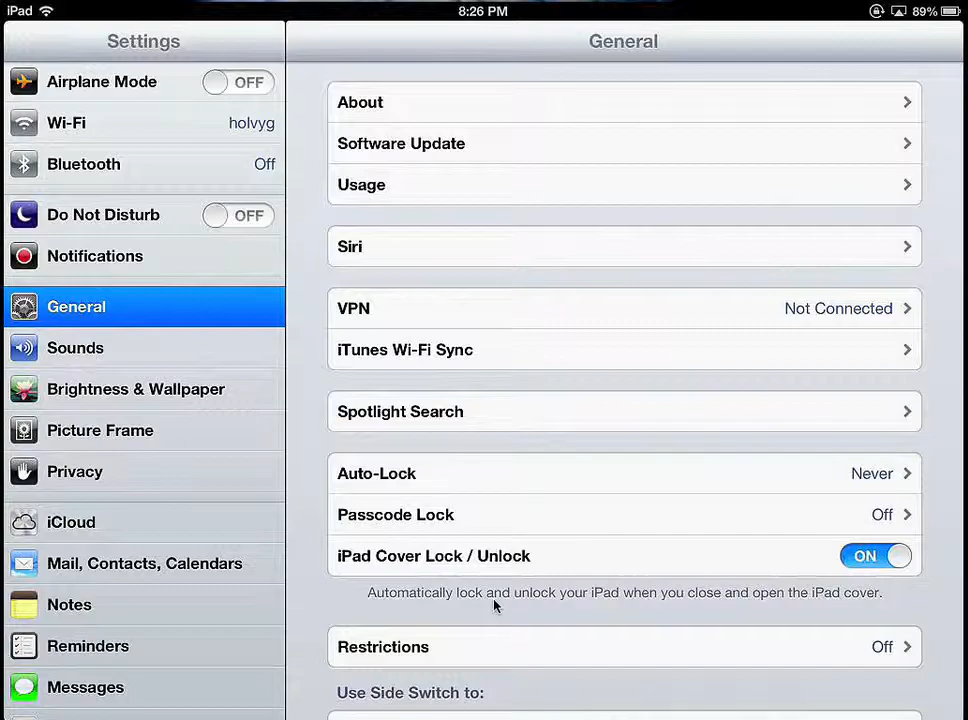 iPad 8:26 PM 89%
Settings
Airplane Mode OFF
Wi-Fi holvyg
Bluetooth Off
Do Not Disturb OFF
Notifications
General
Sounds
Brightness & Wallpaper
Picture Frame
Privacy
iCloud
Mail, Contacts, Calendars
Notes
Reminders
Messages
General
About
Software Update
Usage
Siri
VPN Not Connected
iTunes Wi-Fi Sync
Spotlight Search
Auto-Lock Never
Passcode Lock Off
iPad Cover Lock / Unlock ON
Automatically lock and unlock your iPad when you close and open the iPad cover.
Restrictions Off
Use Side Switch to: